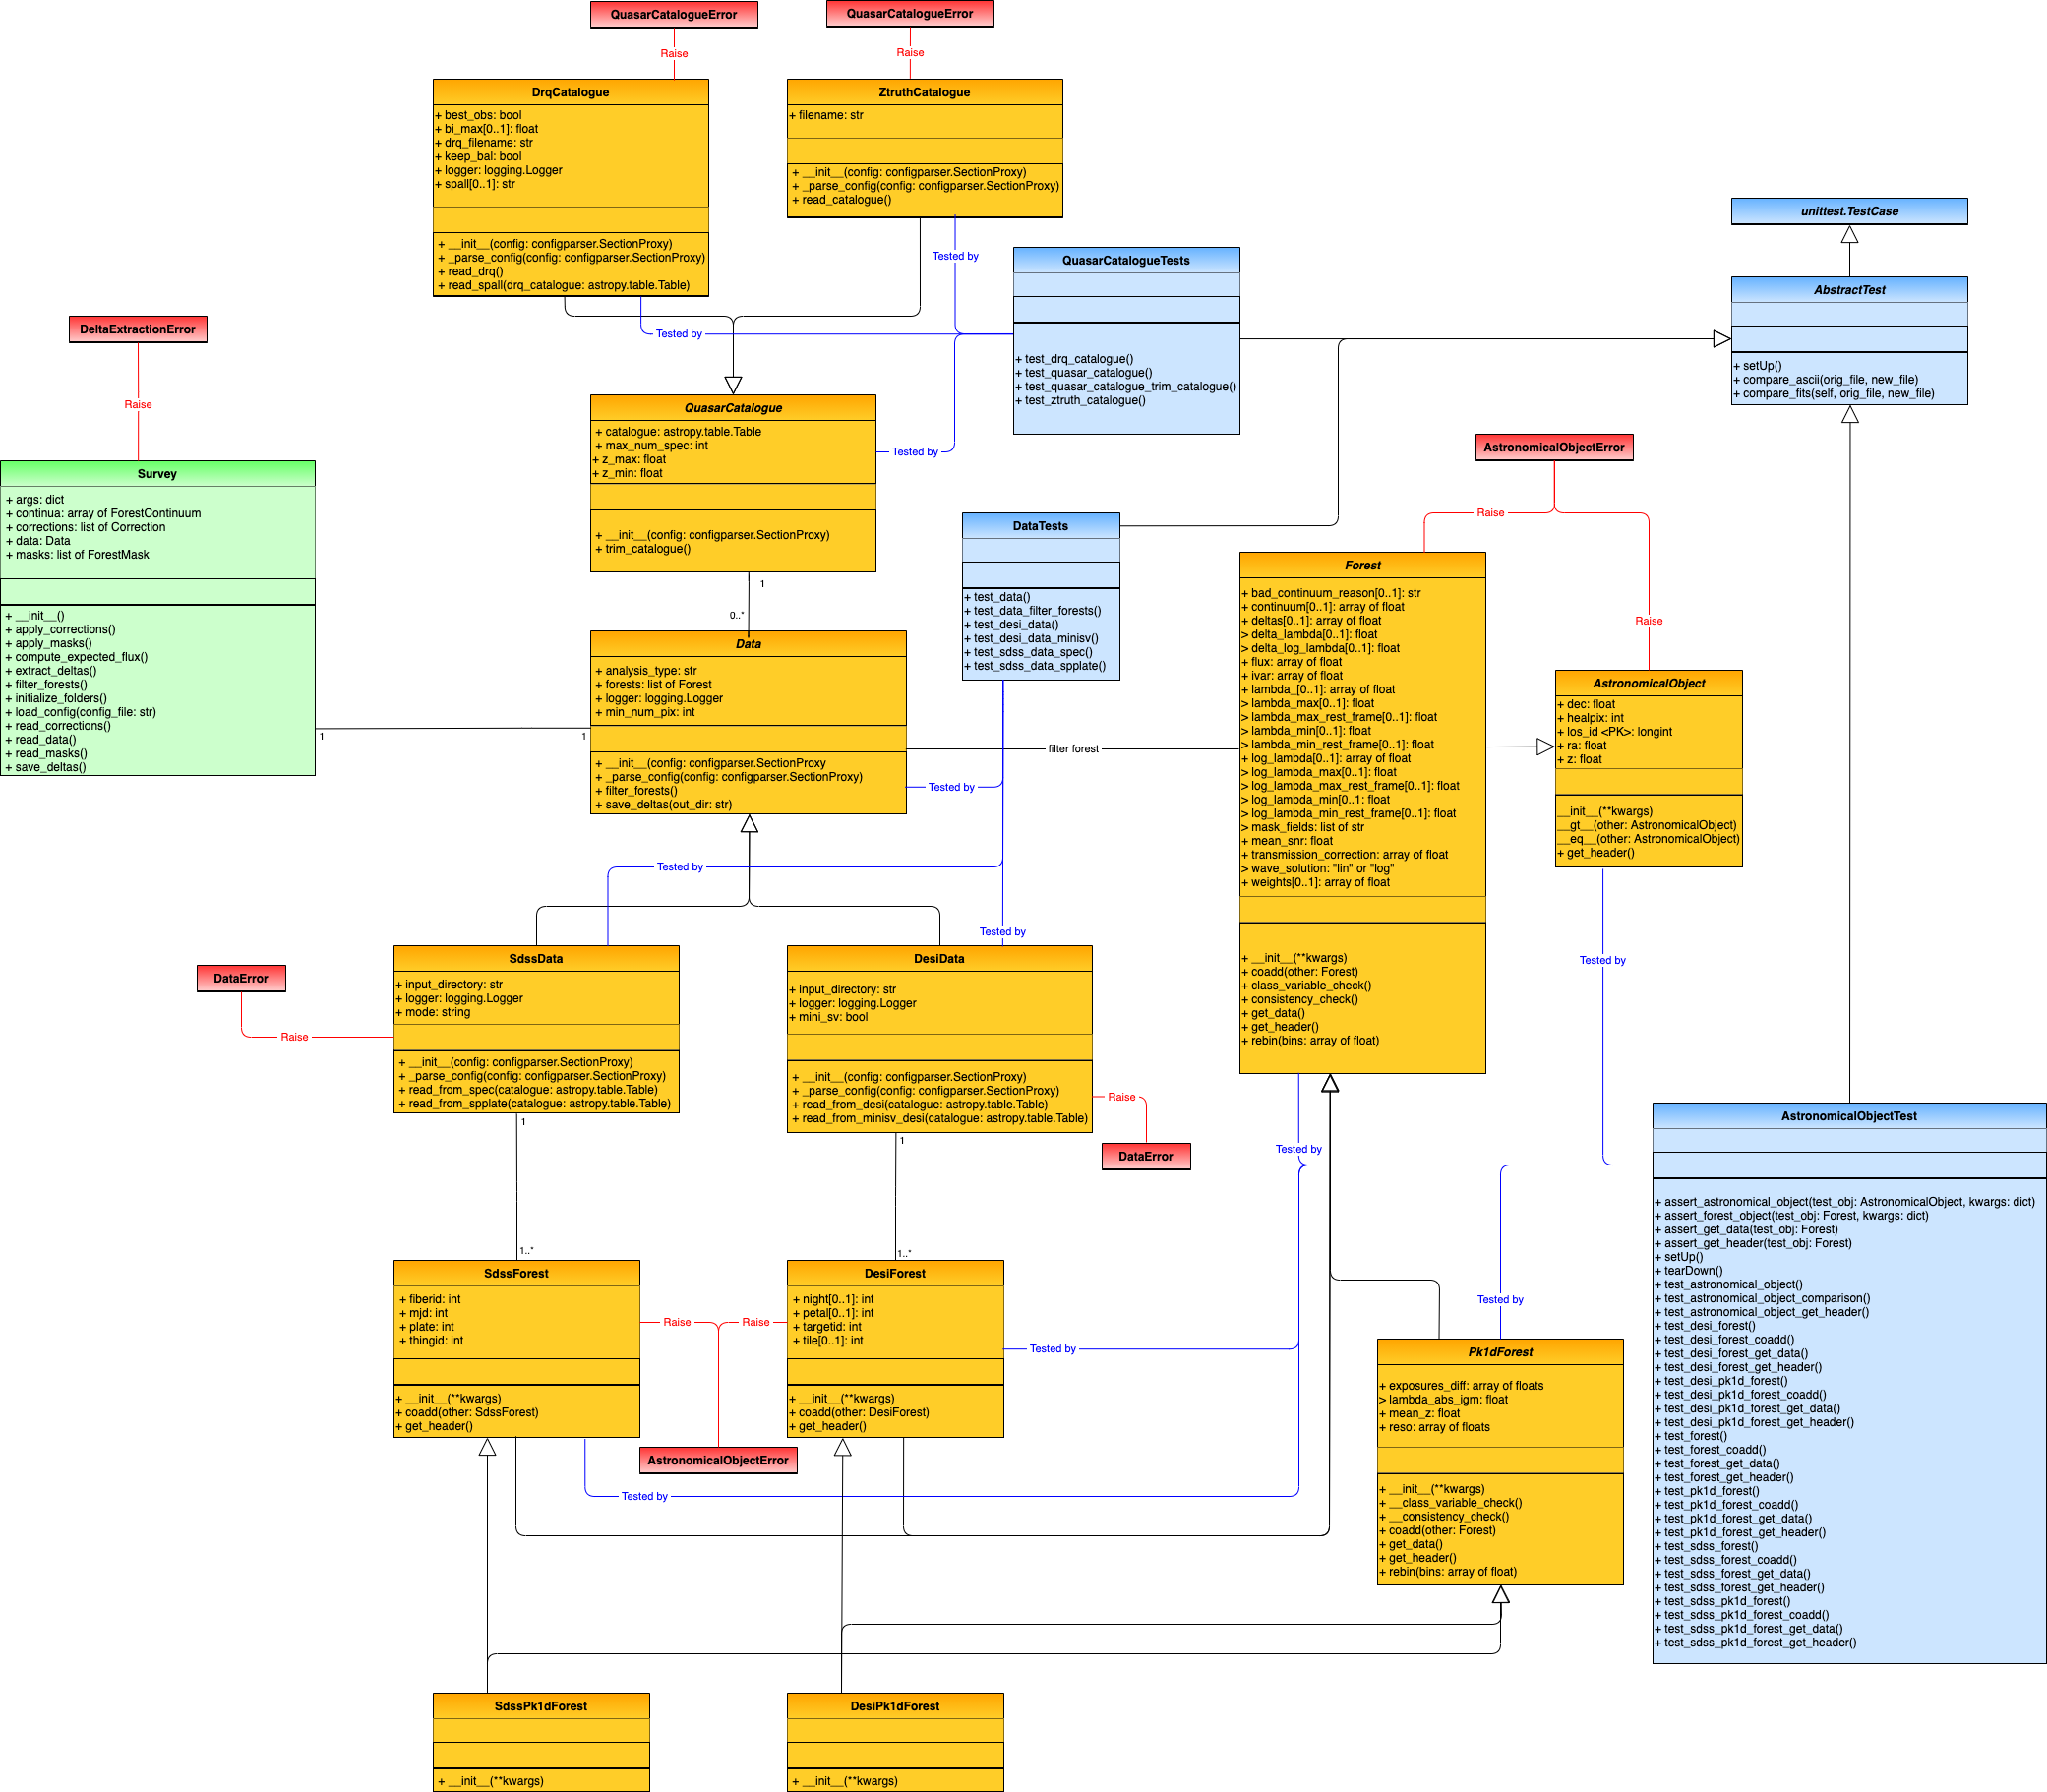 QuasarCatalogueError
Raise
QuasarCatalogueError
Raise
DrqCatalogue
+ best_obs: bool
+ bi_max[0..1]: float
+ drq_filename: str
+ keep_bal: bool
+ logger: logging.Logger
+ spall[0..1]: str
+ __init__(config: configparser.SectionProxy)
+ _parse_config(config: configparser.SectionProxy)
+ read_drq()
+ read_spall(drq_catalogue: astropy.table.Table)
ZtruthCatalogue
+ filename: str
+ __init__(config: configparser.SectionProxy)
+ _parse_config(config: configparser.SectionProxy)
+ read_catalogue()
unittest.TestCase
Tested by
QuasarCatalogueTests
+ test_drq_catalogue()
+ test_quasar_catalogue()
+ test_quasar_catalogue_trim_catalogue()
+ test_ztruth_catalogue()
AbstractTest
+ setUp()
+ compare_ascii(orig_file, new_file)
+ compare_fits(self, orig_file, new_file)
DeltaExtractionError
Raise
Tested by
QuasarCatalogue
+ catalogue: astropy.table.Table
+ max_num_spec: int
+ z_max: float
+ z_min: float
+ __init__(config: configparser.SectionProxy)
+ trim_catalogue()
Tested by
1
0..*
Survey
+ args: dict
+ continua: array of ForestContinuum
+ corrections: list of Correction
+ data: Data
+ masks: list of ForestMask
+ __init__()
+ apply_corrections()
+ apply_masks()
+ compute_expected_flux()
+ extract_deltas()
+ filter_forests()
+ initialize_folders()
+ load_config(config_file: str)
+ read_corrections()
+ read_data()
+ read_masks()
+ save_deltas()
1
1
DataTests
+ test_data()
+ test_data_filter_forests()
+ test_desi_data()
+ test_desi_data_minisv()
+ test_sdss_data_spec()
+ test_sdss_data_spplate()
AstronomicalObjectError
Raise
Raise
Data
+ analysis_type: str
+ forests: list of Forest
+ logger: logging.Logger
+ min_num_pix: int
+ __init__(config: configparser.SectionProxy
+ _parse_config(config: configparser.SectionProxy)
+ filter_forests()
+ save_deltas(out_dir: str)
filter forest
Tested by
Forest
+ bad_continuum_reason[0..1]: str
+ continuum[0..1]: array of float
+ deltas[0..1]: array of float
> delta_lambda[0..1]: float
> delta_log_lambda[0..1]: float
+ flux: array of float
+ ivar: array of float
+ lambda_[0..1]: array of float
> lambda_max[0..1]: float
> lambda_max_rest_frame[0..1]: float
> lambda_min[0..1]: float
> lambda_min_rest_frame[0..1]: float
+ log_lambda[0..1]: array of float
> log_lambda_max[0..1]: float
> log_lambda_max_rest_frame[0..1]: float
> log_lambda_min[0..1: float
> log_lambda_min_rest_frame[0..1]: float
> mask_fields: list of str
+ mean_snr: float
+ transmission_correction: array of float
> wave_solution: "lin" or "log"
+ weights[0..1]: array of float
+ __init__(**kwargs)
+ coadd(other: Forest)
+ class_variable_check()
+ consistency_check()
+ get_data()
+ get_header()
+ rebin(bins: array of float)
AstronomicalObject
+ dec: float
+ healpix: int
+ los_id <PK>: longint
+ ra: float
+ z: float
__init__(**kwargs)
__gt__(other: AstronomicalObject)
__eq__(other: AstronomicalObject)
+ get_header()
Tested by
Tested by
Tested by
DataError
Raise
SdssData
+ input_directory: str
+ logger: logging.Logger
+ mode: string
+ __init__(config: configparser.SectionProxy)
+ _parse_config(config: configparser.SectionProxy)
+ read_from_spec(catalogue: astropy.table.Table)
+ read_from_spplate(catalogue: astropy.table.Table)
DesiData
+ input_directory: str
+ logger: logging.Logger
+ mini_sv: bool
+ __init__(config: configparser.SectionProxy)
+ _parse_config(config: configparser.SectionProxy)
+ read_from_desi(catalogue: astropy.table.Table)
+ read_from_minisv_desi(catalogue: astropy.table.Table)
Raise
DataError
1
1..*
1
1..*
Tested by
AstronomicalObjectTest
+ assert_astronomical_object(test_obj: AstronomicalObject, kwargs: dict)
+ assert_forest_object(test_obj: Forest, kwargs: dict)
+ assert_get_data(test_obj: Forest)
+ assert_get_header(test_obj: Forest)
+ setUp()
+ tearDown()
+ test_astronomical_object()
+ test_astronomical_object_comparison()
+ test_astronomical_object_get_header()
+ test_desi_forest()
+ test_desi_forest_coadd()
+ test_desi_forest_get_data()
+ test_desi_forest_get_header()
+ test_desi_pk1d_forest()
+ test_desi_pk1d_forest_coadd()
+ test_desi_pk1d_forest_get_data()
+ test_desi_pk1d_forest_get_header()
+ test_forest()
+ test_forest_coadd()
+ test_forest_get_data()
+ test_forest_get_header()
+ test_pk1d_forest()
+ test_pk1d_forest_coadd()
+ test_pk1d_forest_get_data()
+ test_pk1d_forest_get_header()
+ test_sdss_forest()
+ test_sdss_forest_coadd()
+ test_sdss_forest_get_data()
+ test_sdss_forest_get_header()
+ test_sdss_pk1d_forest()
+ test_sdss_pk1d_forest_coadd()
+ test_sdss_pk1d_forest_get_data()
+ test_sdss_pk1d_forest_get_header()
SdssForest
+ fiberid: int
+ mjd: int
+ plate: int
+ thingid: int
+ __init__(**kwargs)
+ coadd(other: SdssForest)
+ get_header()
Raise
Raise
AstronomicalObjectError
DesiForest
+ night[0..1]: int
+ petal[0..1]: int
+ targetid: int
+ tile[0..1]: int
+ __init__(**kwargs)
+ coadd(other: DesiForest)
+ get_header()
Tested by
Tested by
Tested by
Pk1dForest
+ exposures_diff: array of floats
> lambda_abs_igm: float
+ mean_z: float
+ reso: array of floats
+ __init__(**kwargs)
+ __class_variable_check()
+ __consistency_check()
+ coadd(other: Forest)
+ get_data()
+ get_header()
+ rebin(bins: array of float)
SdssPk1dForest
+ __init__(**kwargs)
DesiPk1dForest
+ __init__(**kwargs)